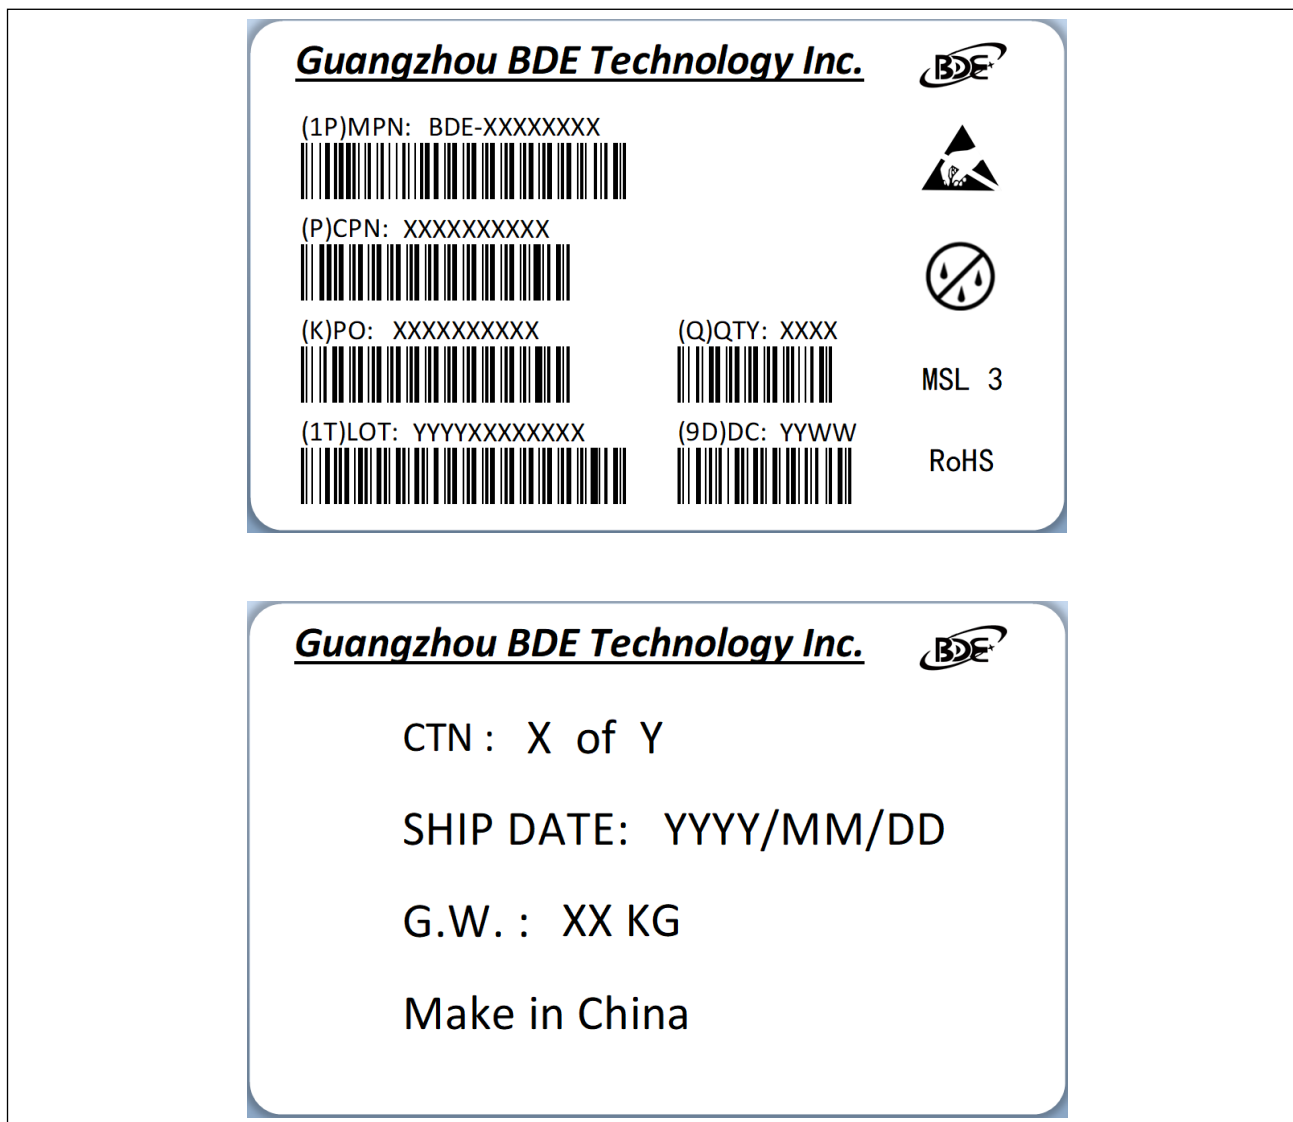 Guangzhou BDE Technology Inc.
BDE
(1P)MPN: BDE-XXXXXXXX
(P)CPN: XXXXXXXXXX
(K)PO: XXXXXXXXXX
(Q)QTY: XXXX
MSL 3
(1T)LOT: YYYYXXXXXXXX
(9D)DC: YYWW
RoHS
Guangzhou BDE Technology Inc.
BDE
CTN : X of Y
SHIP DATE: YYYY/MM/DD
G.W. : XX KG
Make in China